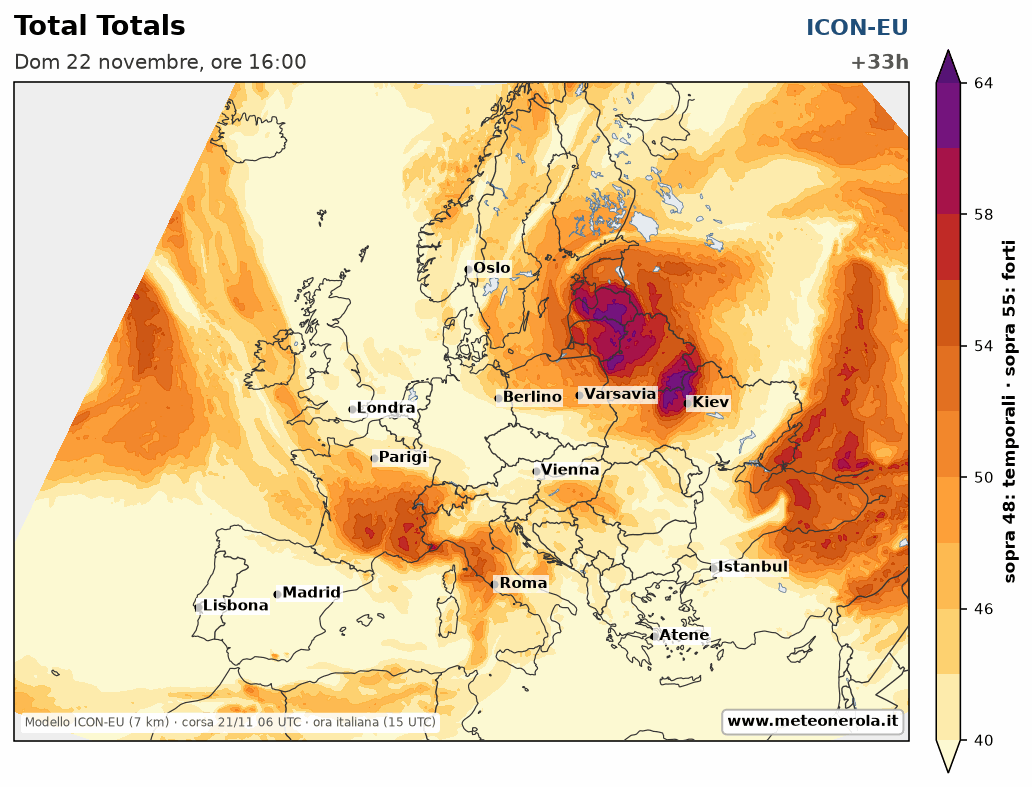 Total Totals
ICON-EU
Dom 22 novembre, ore 16:00
+33h
64
58
54
50
46
40
sopra 48: temporali · sopra 55: forti
Oslo
Berlino
Varsavia
Kiev
Londra
Parigi
Vienna
Istanbul
Roma
Madrid
Lisbona
Atene
Modello ICON-EU (7 km) · corsa 21/11 06 UTC · ora italiana (15 UTC)
www.meteonerola.it